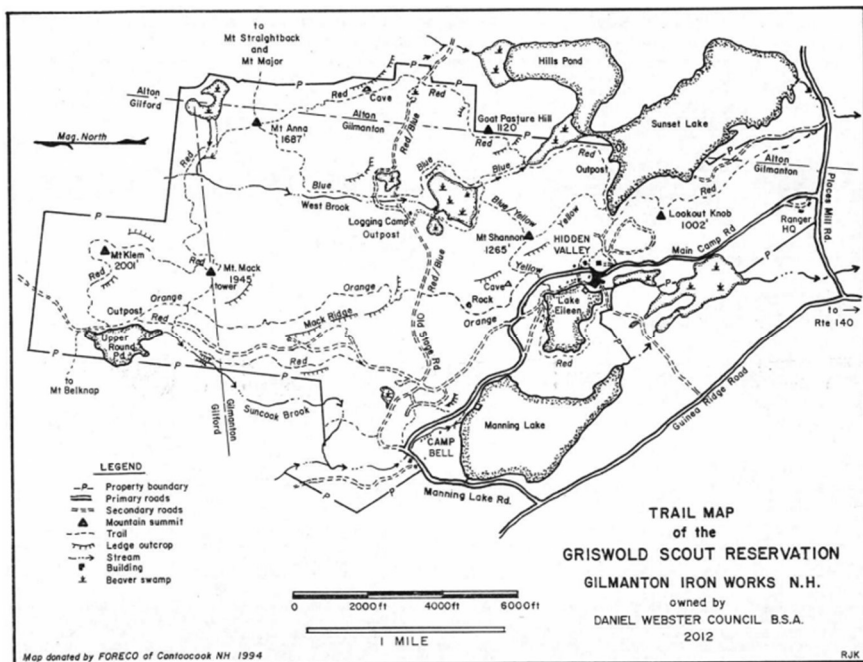 to
Mt Straightback
and
Mt Major
P
P
Hills Pond
Alton
Gilford
Red
Cave
Red
Alton
Gilmanton
Goat Pasture Hill
1120'
Sunset Lake
Mag. North
Mt Anna
1687'
Red/Blue
Red
Red
Blue
Blue
Red
Outpost
P
Alton
Gilmanton
Places Mill Rd
Red
Blue
West Brook
Logging Camp
Outpost
Blue/Yellow
Yellow
Lookout Knob
1002'
Ranger
HQ
P
Mt Shannon
1265'
HIDDEN
VALLEY
Main Camp Rd
P
Mt Klem
2001'
Red
Red
Mt. Mack
1945'
tower
Red/Blue
Yellow
Cave
Rock
Lake
Eileen
P
P
Orange
Orange
Outpost
Red
Mack Ridge
Old Stage Rd
to
Rte 140
Upper
Round
Pd.
Red
Red
P
to
Mt Belknap
P
Gilmanton
Gilford
Suncook Brook
Manning Lake
Guinea Ridge Road
CAMP
BELL
P
Manning Lake Rd.
LEGEND
P Property boundary
Primary roads
Secondary roads
Mountain summit
Trail
Ledge outcrop
Stream
Building
Beaver swamp
TRAIL MAP
of the
GRISWOLD SCOUT RESERVATION
GILMANTON IRON WORKS N.H.
owned by
DANIEL WEBSTER COUNCIL B.S.A.
2012
0 2000ft 4000ft 6000ft
1 MILE
Map donated by FORECO of Contoocook NH 1994
RJK